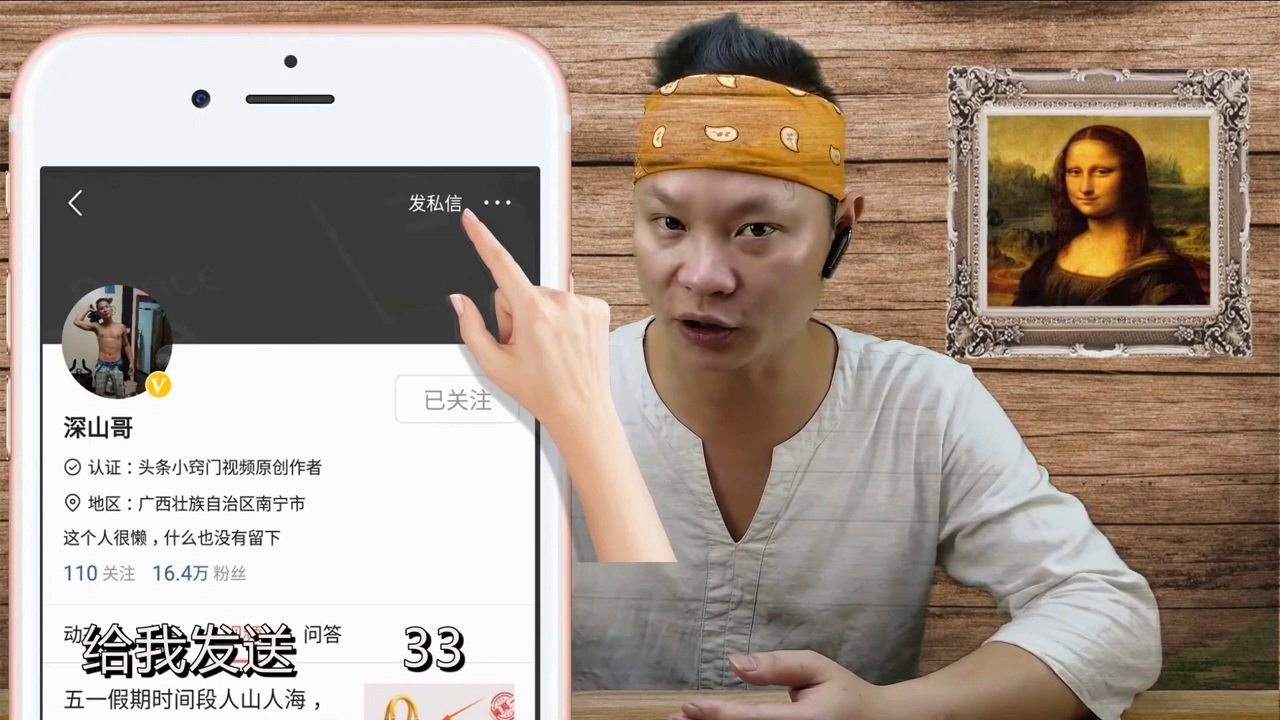 发私信
已关注
深山哥
认证：头条小窍门视频原创作者
地区：广西壮族自治区南宁市
这个人很懒，什么也没有留下
110 关注 16.4万 粉丝
问答
给我发送 33
五一假期时间段人山人海，